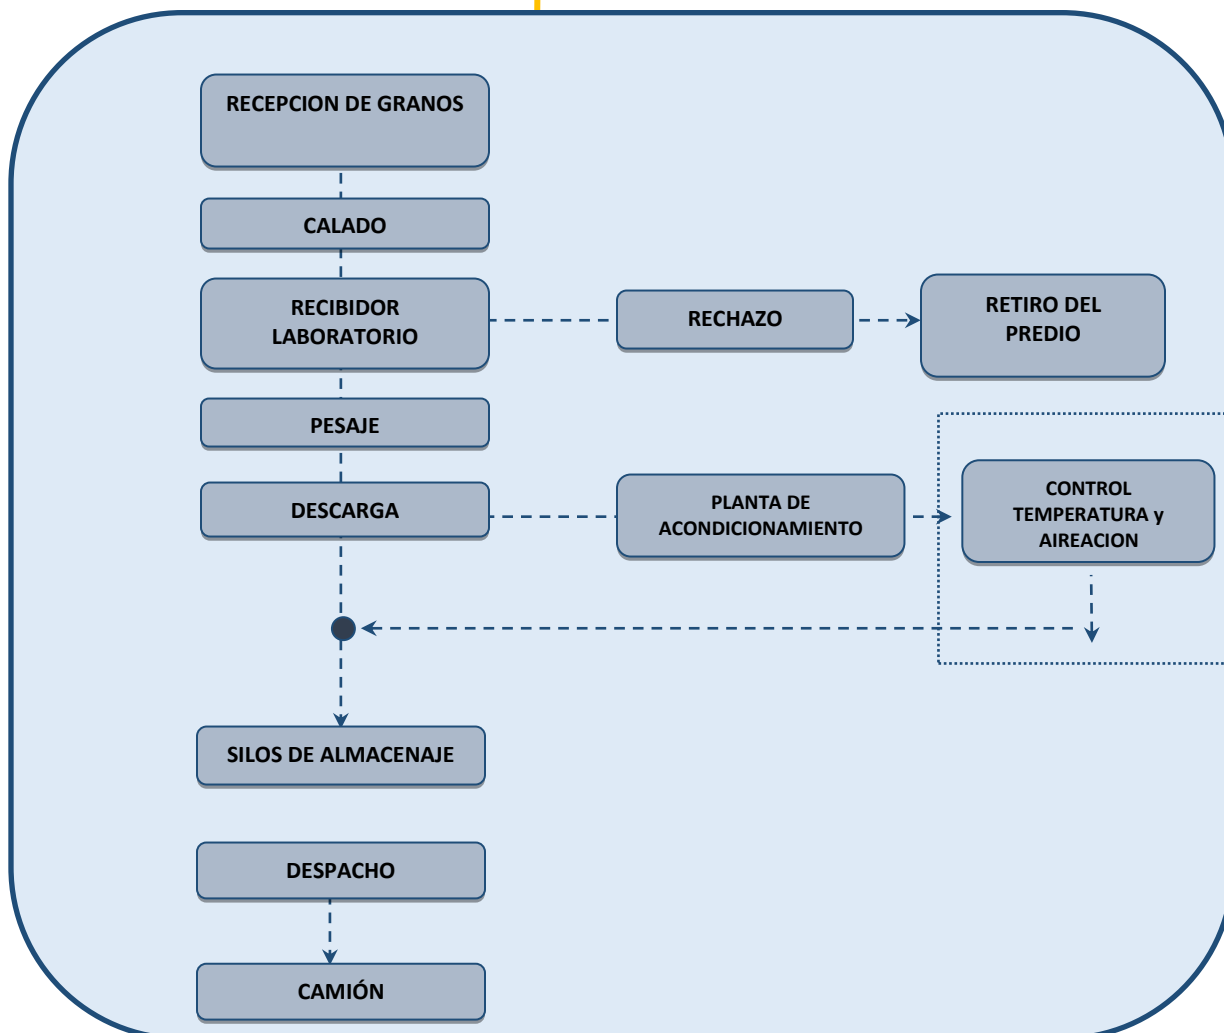 RECEPCION DE GRANOS
CALADO
RECIBIDOR
LABORATORIO
RECHAZO
RETIRO DEL
PREDIO
PESAJE
DESCARGA
PLANTA DE
ACONDICIONAMIENTO
CONTROL
TEMPERATURA y
AIREACION
SILOS DE ALMACENAJE
DESPACHO
CAMIÓN